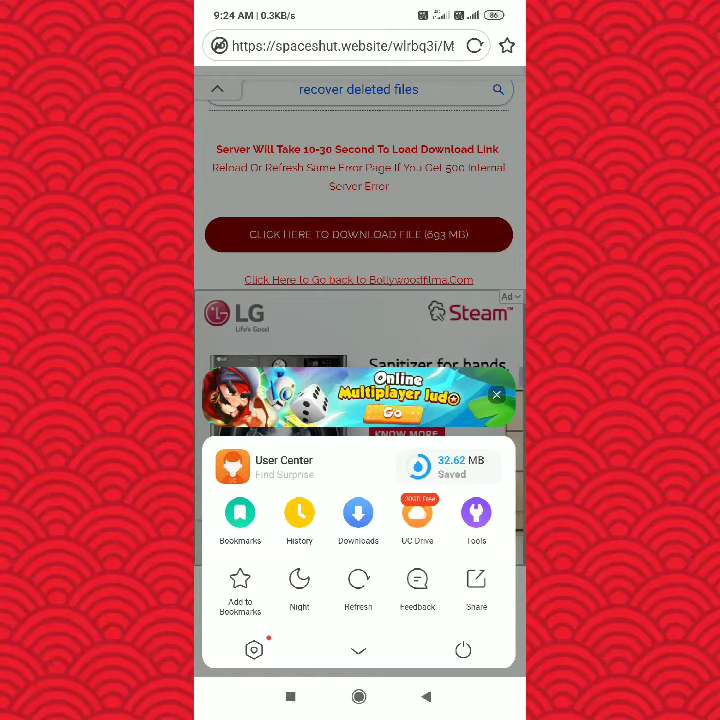 9:24 AM | 0.3KB/s
86
https://spaceshut.website/wlrbq3i/M
recover deleted files
Server Will Take 10-30 Second To Load Download Link
Reload Or Refresh Same Error Page If You Get 500 Internal
Server Error
CLICK HERE TO DOWNLOAD FILE (693 MB)
Click Here to Go back to Bollywoodfilma.Com
Ad
LG
Life's Good
Steam™
Sanitizer for hands,
Online
Multiplayer ludo
Go
KNOW MORE
User Center
Find Surprise
32.62 MB
Saved
20GB Free
Bookmarks
History
Downloads
UC Drive
Tools
Add to
Bookmarks
Night
Refresh
Feedback
Share